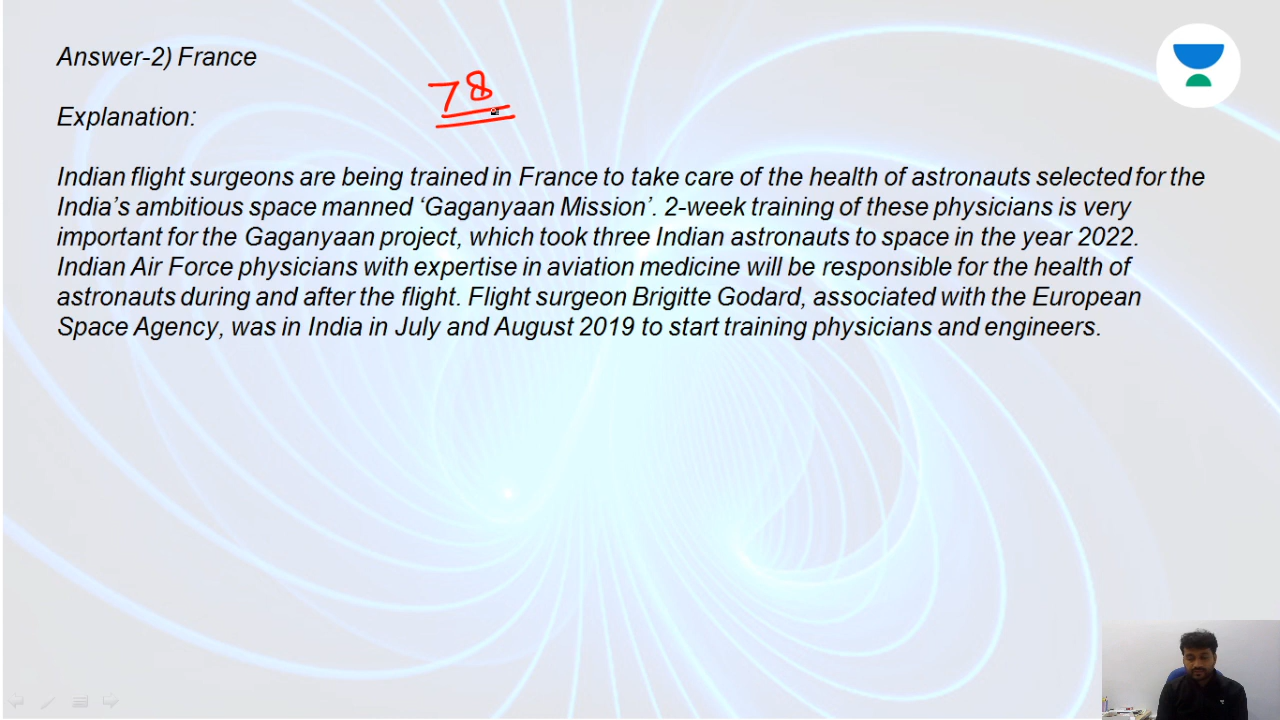 Answer-2) France
78
Explanation:
Indian flight surgeons are being trained in France to take care of the health of astronauts selected for the
India’s ambitious space manned ‘Gaganyaan Mission’. 2-week training of these physicians is very
important for the Gaganyaan project, which took three Indian astronauts to space in the year 2022.
Indian Air Force physicians with expertise in aviation medicine will be responsible for the health of
astronauts during and after the flight. Flight surgeon Brigitte Godard, associated with the European
Space Agency, was in India in July and August 2019 to start training physicians and engineers.